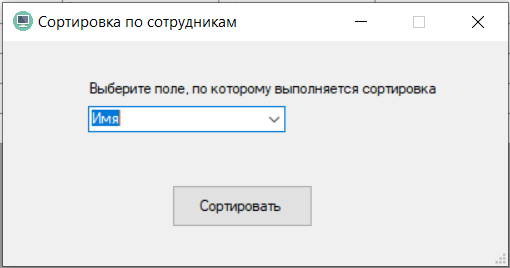 Сортировка по сотрудникам
Выберите поле, по которому выполняется сортировка
Имя
Сортировать